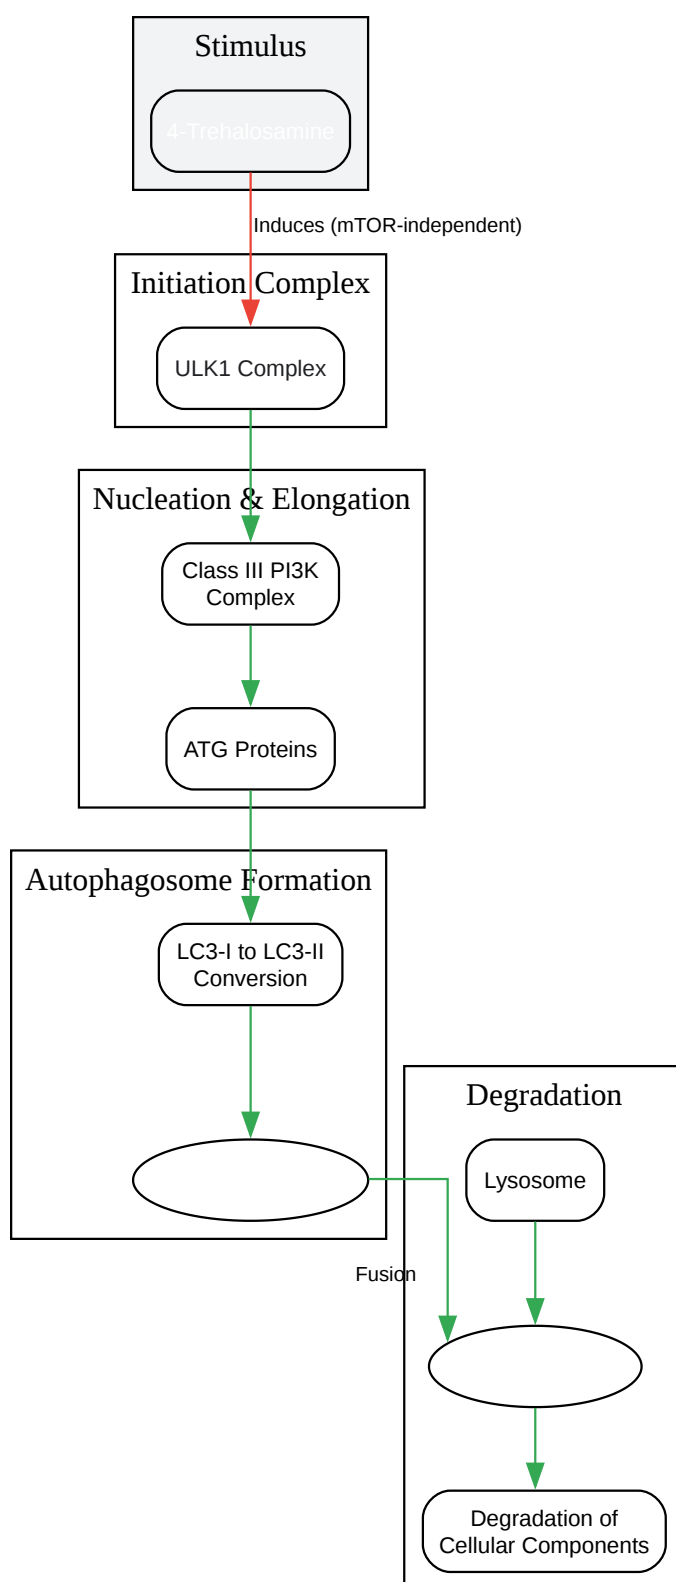 Stimulus
4-Trehalosamine
Induces (mTOR-independent)
Initiation Complex
ULK1 Complex
Nucleation & Elongation
Class III PI3K
Complex
ATG Proteins
Autophagosome Formation
LC3-I to LC3-II
Conversion
Degradation
Lysosome
Fusion
Degradation of
Cellular Components